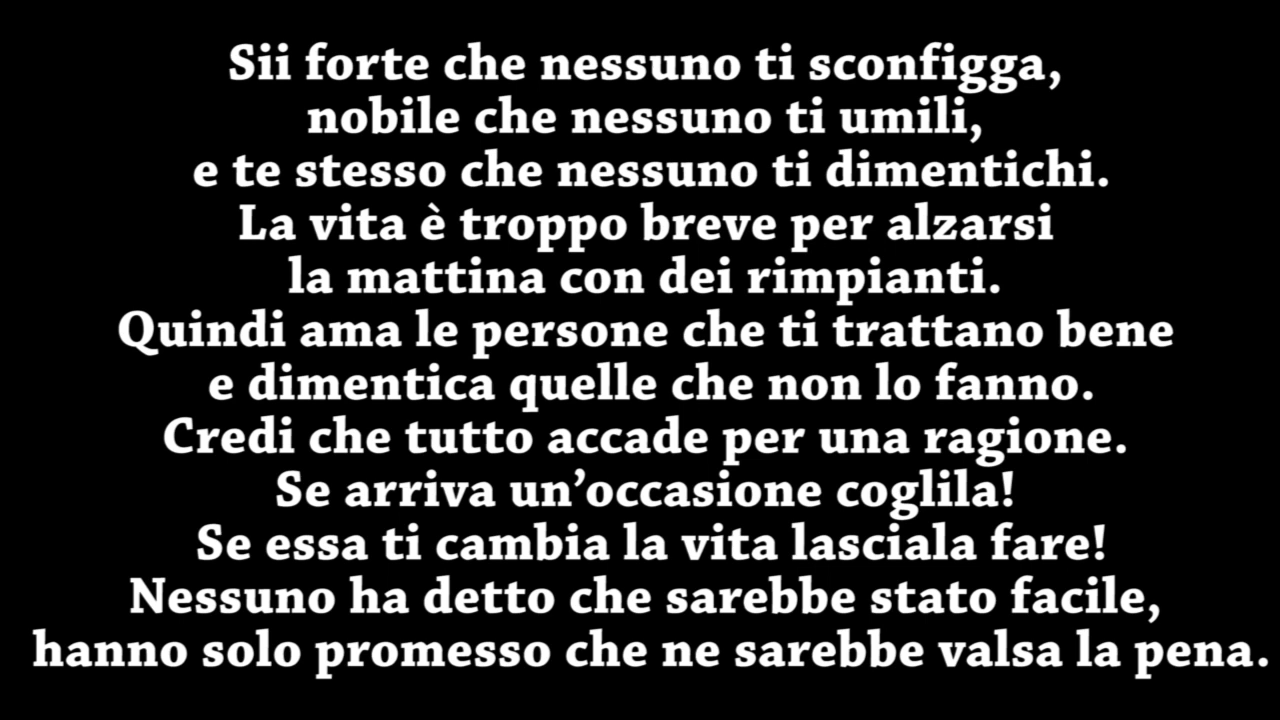 Sii forte che nessuno ti sconfigga,
nobile che nessuno ti umili,
e te stesso che nessuno ti dimentichi.
La vita è troppo breve per alzarsi
la mattina con dei rimpianti.
Quindi ama le persone che ti trattano bene
e dimentica quelle che non lo fanno.
Credi che tutto accade per una ragione.
Se arriva un’occasione coglila!
Se essa ti cambia la vita lasciala fare!
Nessuno ha detto che sarebbe stato facile,
hanno solo promesso che ne sarebbe valsa la pena.